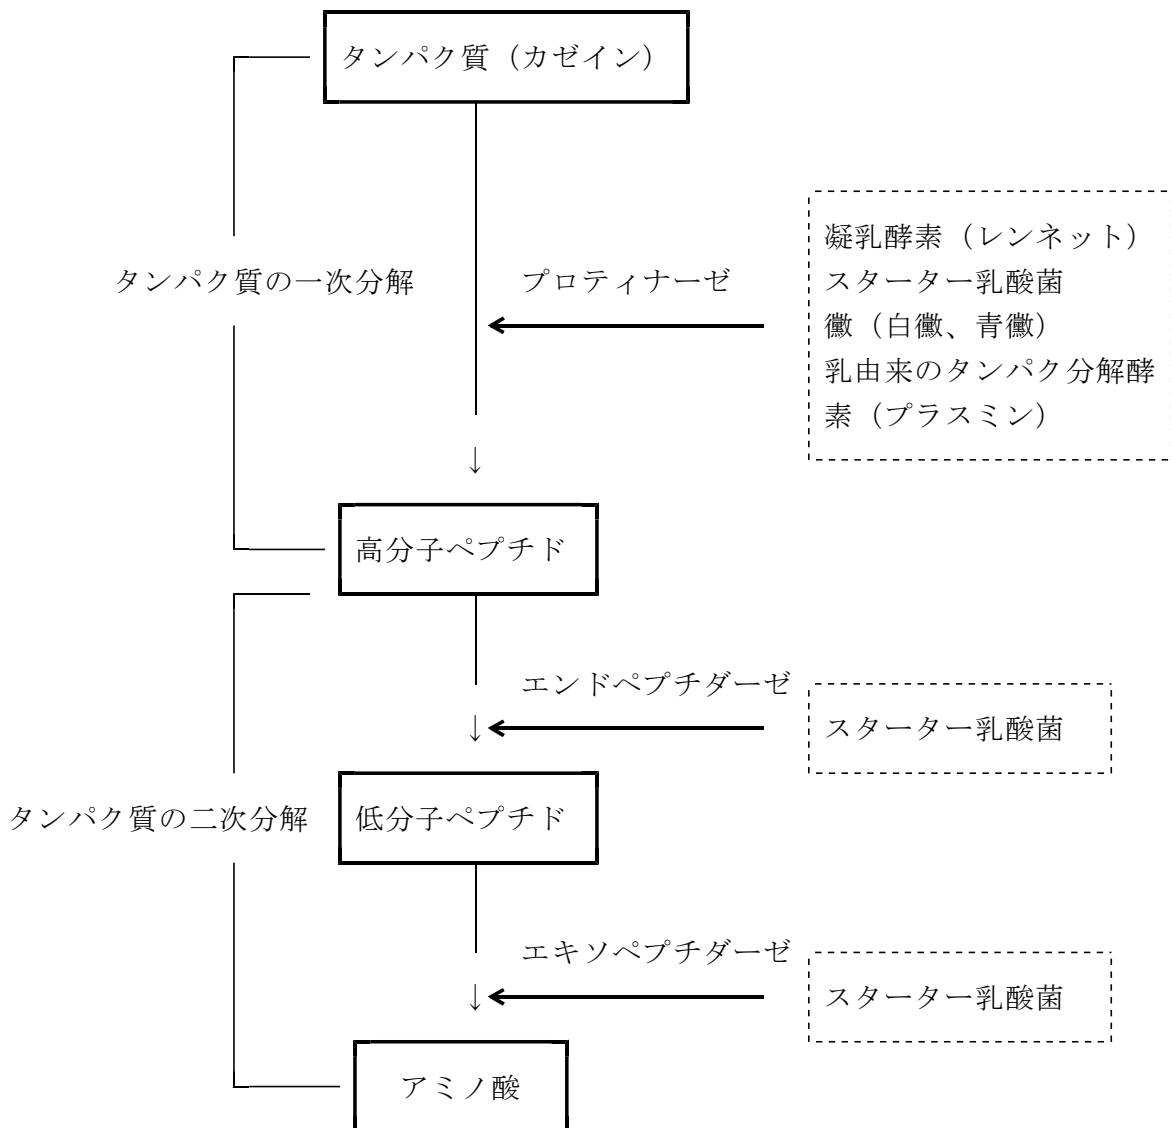 タンパク質（カゼイン）
凝乳酵素（レンネット）
タンパク質の一次分解
プロティナーゼ
スターター乳酸菌
黴（白黴、青黴）
乳由来のタンパク分解酵
素（プラスミン）
↓
高分子ペプチド
エンドペプチダーゼ
↓
スターター乳酸菌
タンパク質の二次分解
低分子ペプチド
エキソペプチダーゼ
↓
スターター乳酸菌
アミノ酸